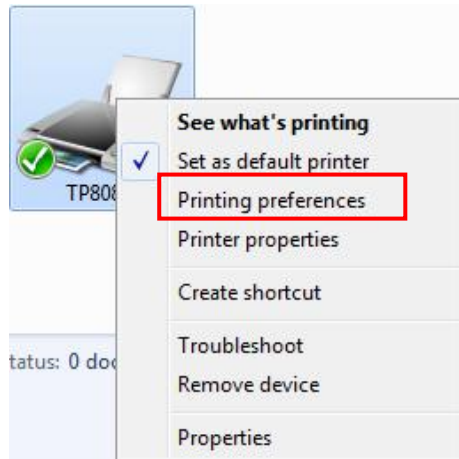 See what's printing
Set as default printer
TP808
Printing preferences
Printer properties
Create shortcut
Troubleshoot
tatus: 0 doc
Remove device
Properties